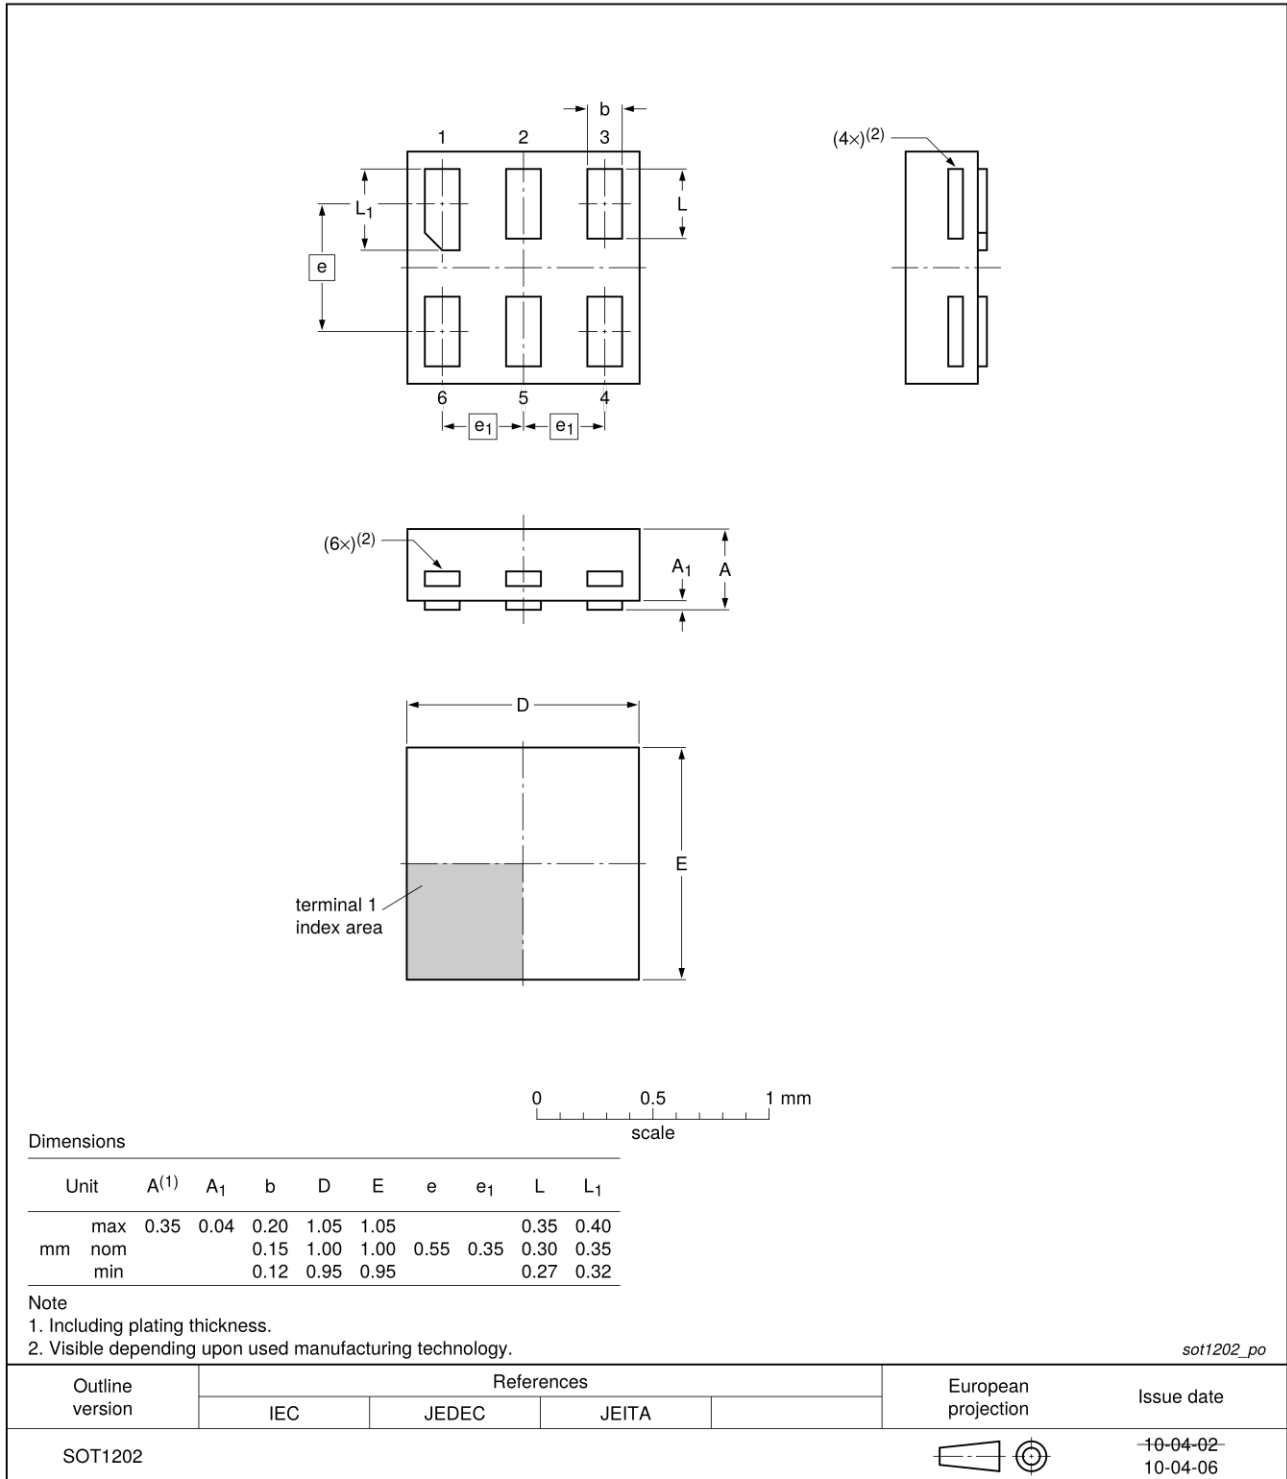 b
1 2 3
(4×)(2)
L1
L
e
6 5 4
e1 e1
(6×)(2)
A1 A
D
E
terminal 1
index area
0 0.5 1 mm
scale
Dimensions
Unit A(1) A1 b D E e e1 L L1
max 0.35 0.04 0.20 1.05 1.05 0.35 0.40
mm nom 0.15 1.00 1.00 0.55 0.35 0.30 0.35
min 0.12 0.95 0.95 0.27 0.32
Note
1. Including plating thickness.
2. Visible depending upon used manufacturing technology.
sot1202_po
Outline
version
References
IEC JEDEC JEITA
European
projection
Issue date
SOT1202
10-04-02
10-04-06